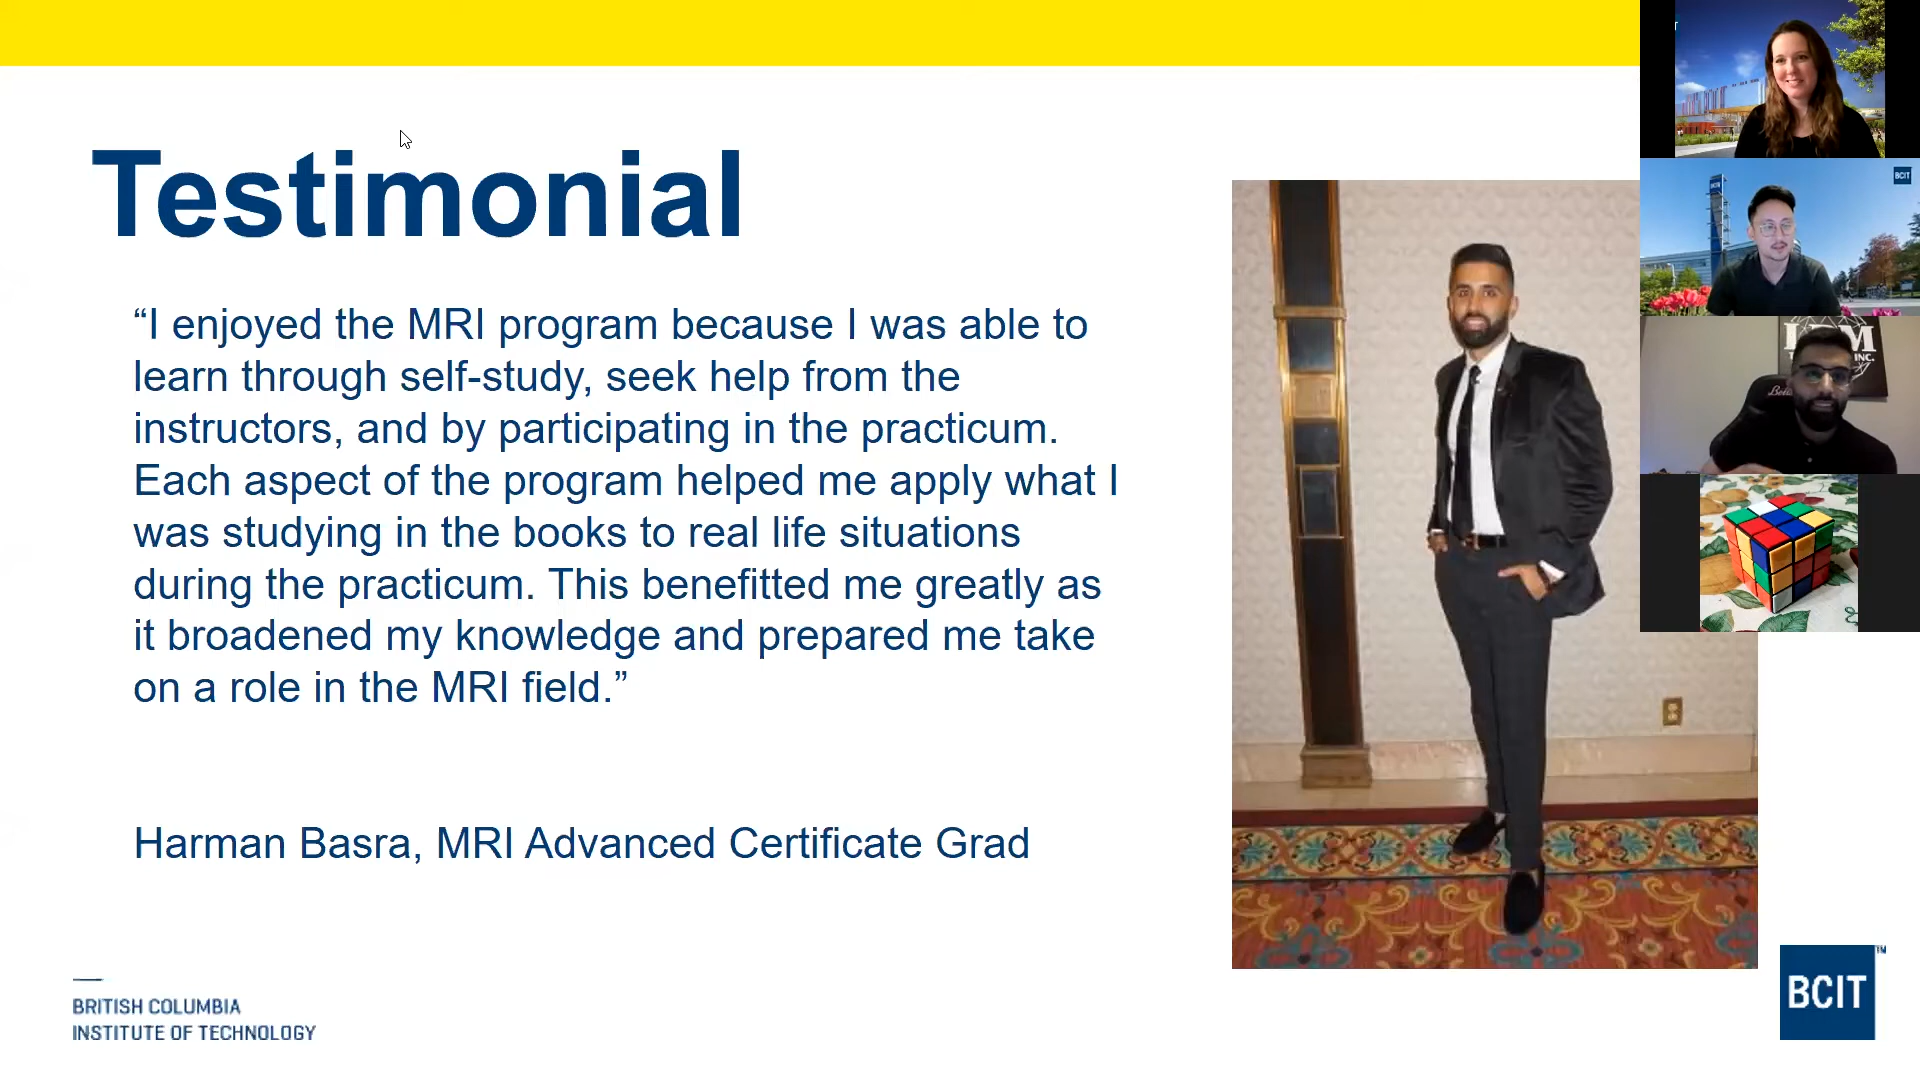 Testimonial
“I enjoyed the MRI program because I was able to
learn through self-study, seek help from the
instructors, and by participating in the practicum.
Each aspect of the program helped me apply what I
was studying in the books to real life situations
during the practicum. This benefitted me greatly as
it broadened my knowledge and prepared me take
on a role in the MRI field.”
Harman Basra, MRI Advanced Certificate Grad
BRITISH COLUMBIA
INSTITUTE OF TECHNOLOGY
BCIT
TM
BCIT
INC.